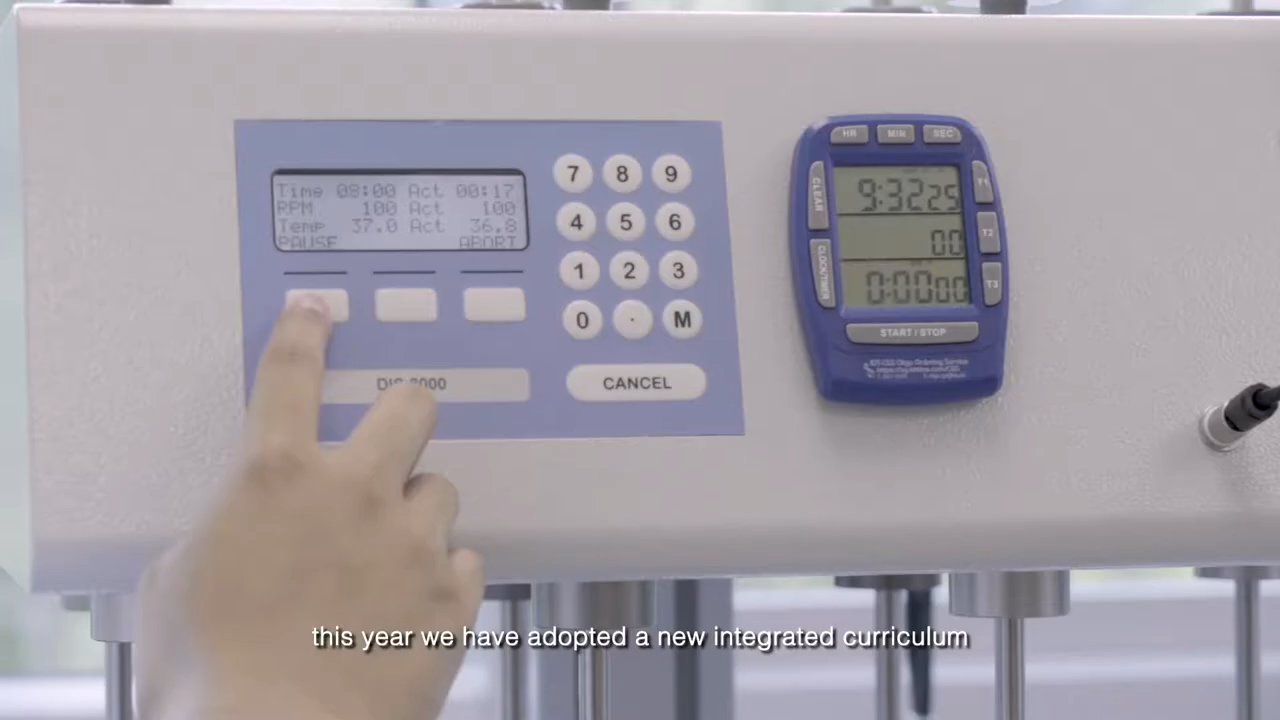 Time 08:00 Act 00:17
RPM 100 Act 100
Temp 37.0 Act 36.8
PAUSE ABORT
7 8 9
4 5 6
1 2 3
0 · M
CANCEL
HR MIN SEC
CLEAR
T1
9:32 25
T2
00
CLOCK/TIMER
T3
0:00 00
START / STOP
this year we have adopted a new integrated curriculum